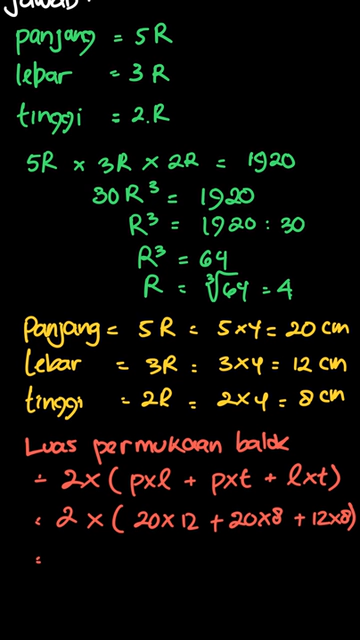 Jawab :
panjang = 5R
lebar = 3R
tinggi = 2.R
5R × 3R × 2R = 1920
30R³ = 1920
R³ = 1920 : 30
R³ = 64
R = ∛64 = 4
Panjang = 5R = 5×4 = 20 cm
lebar = 3R = 3×4 = 12 cm
tinggi = 2R = 2×4 = 8 cm
Luas permukaan balok
= 2×(p×l + p×t + l×t)
= 2 × (20×12 + 20×8 + 12×8)
=